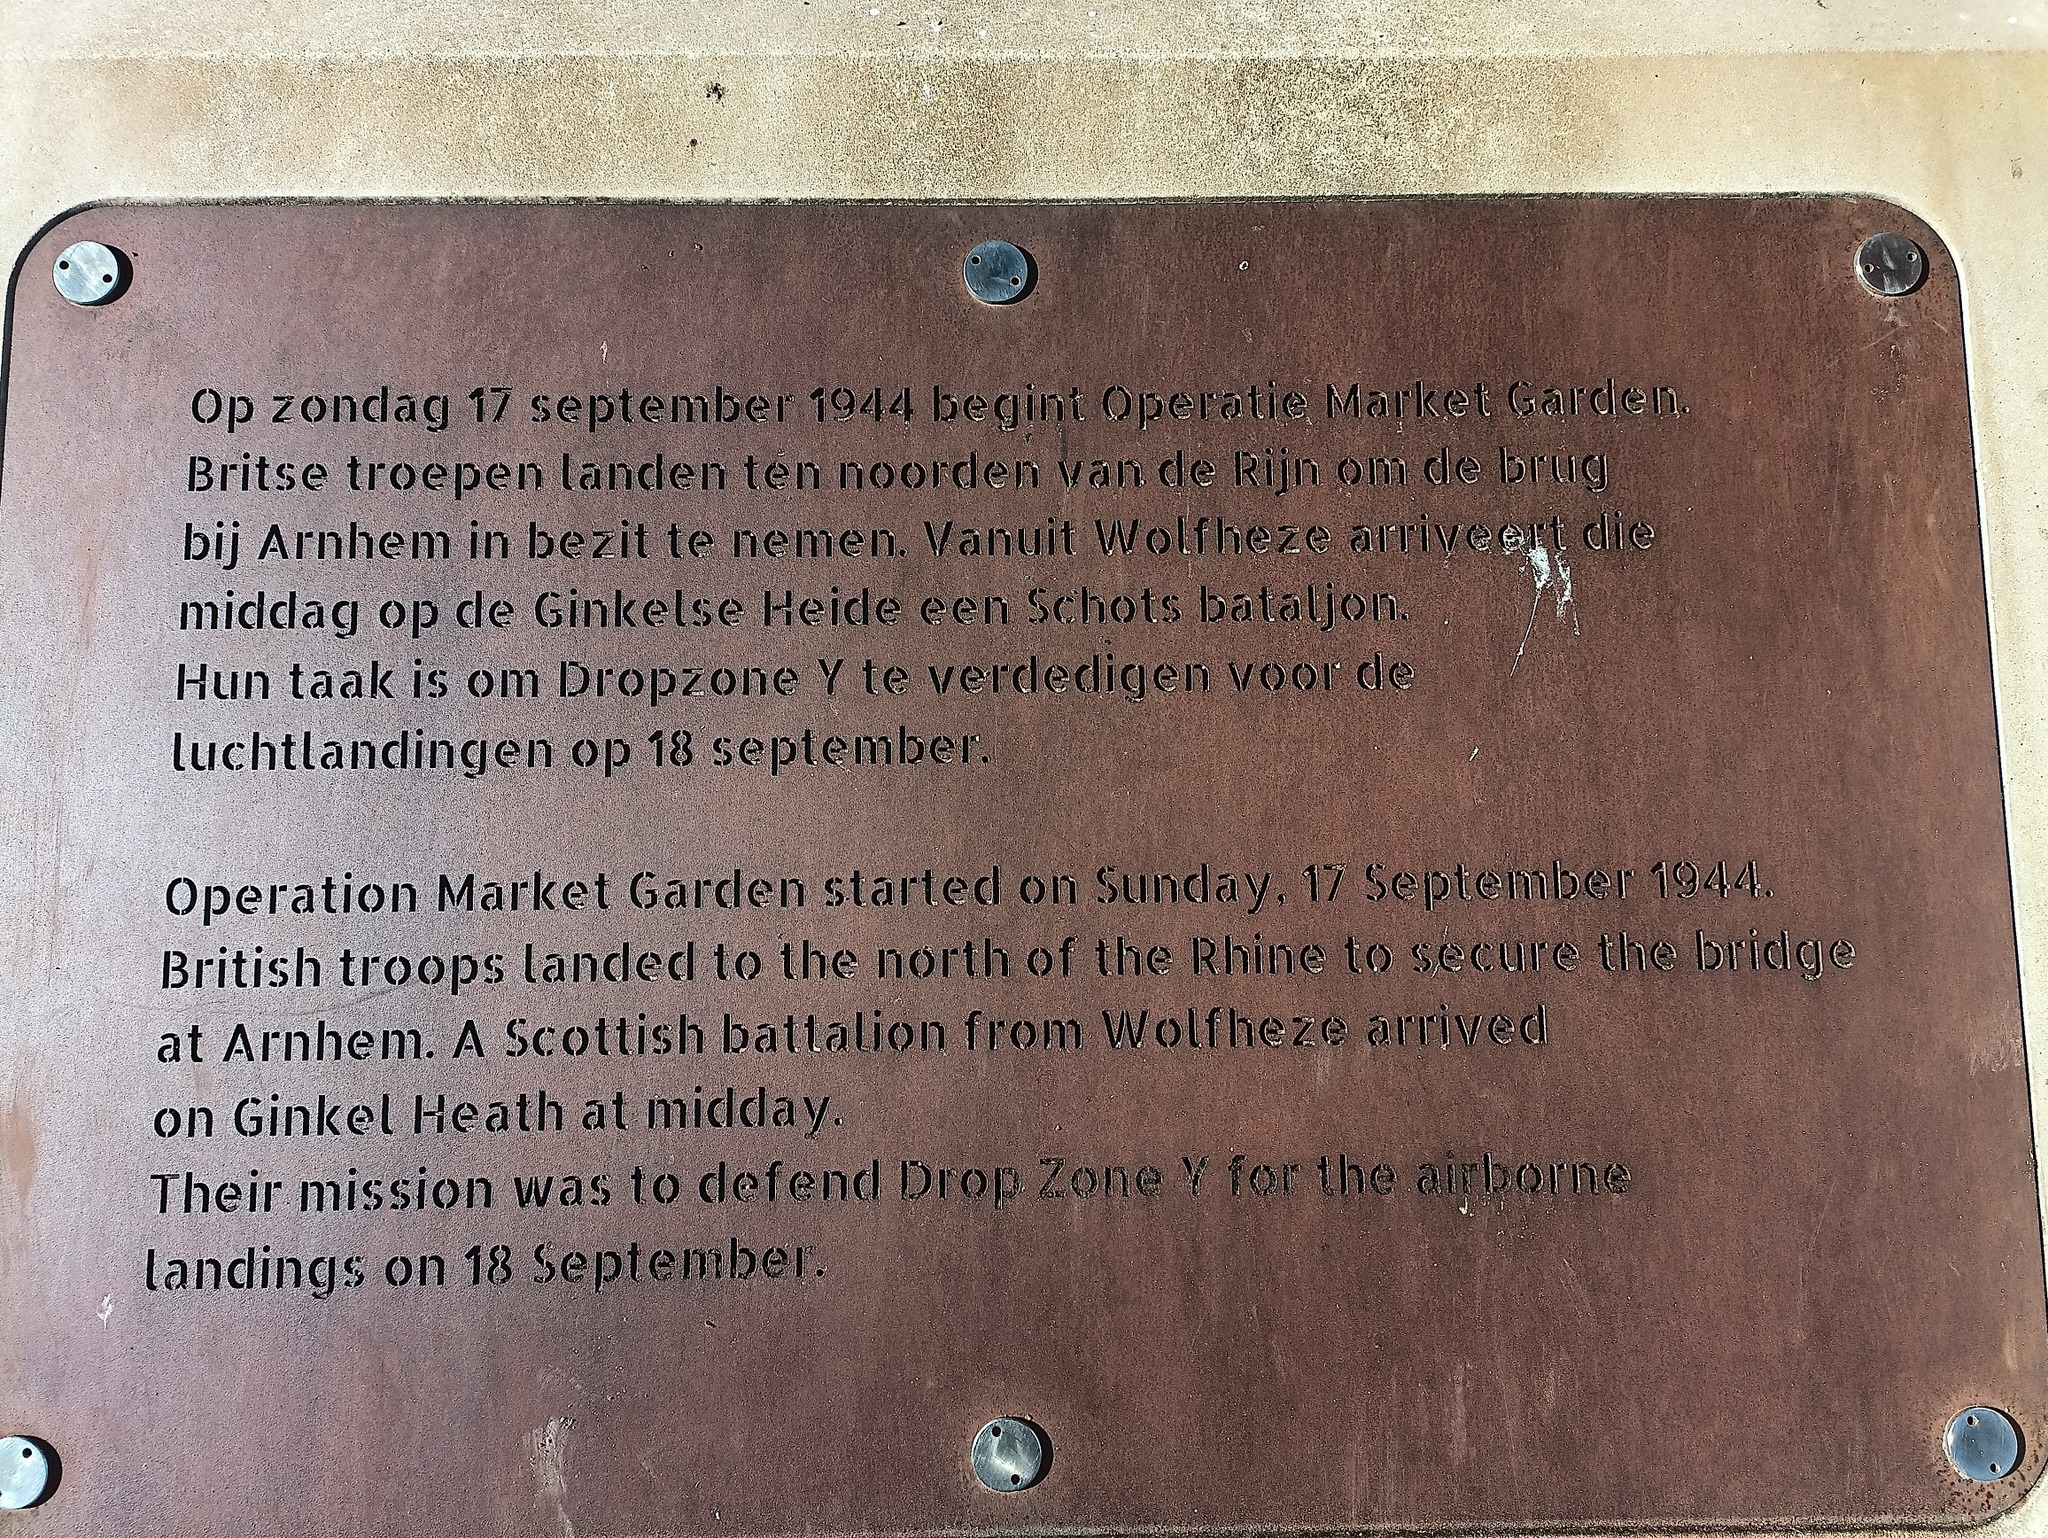 Op zondag 17 september 1944 begint Operatie Market Garden.
Britse troepen landen ten noorden van de Rijn om de brug
bij Arnhem in bezit te nemen. Vanuit Wolfheze arriveert die
middag op de Ginkelse Heide een Schots bataljon.
Hun taak is om Dropzone Y te verdedigen voor de
luchtlandingen op 18 september.
Operation Market Garden started on Sunday, 17 September 1944.
British troops landed to the north of the Rhine to secure the bridge
at Arnhem. A Scottish battalion from Wolfheze arrived
on Ginkel Heath at midday.
Their mission was to defend Drop Zone Y for the airborne
landings on 18 September.